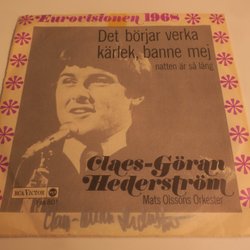 Eurovisionen 1968
Det börjar verka
kärlek, banne mej
natten är så lång
Claes-Göran
Hederström
Mats Olssons Orkester
RCA VICTOR